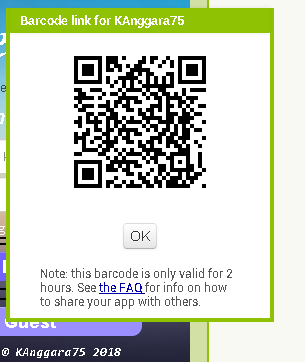 Barcode link for KAnggara75
OK
Note: this barcode is only valid for 2
hours. See the FAQ for info on how
to share your app with others.
Guest
© KAnggara75 2018